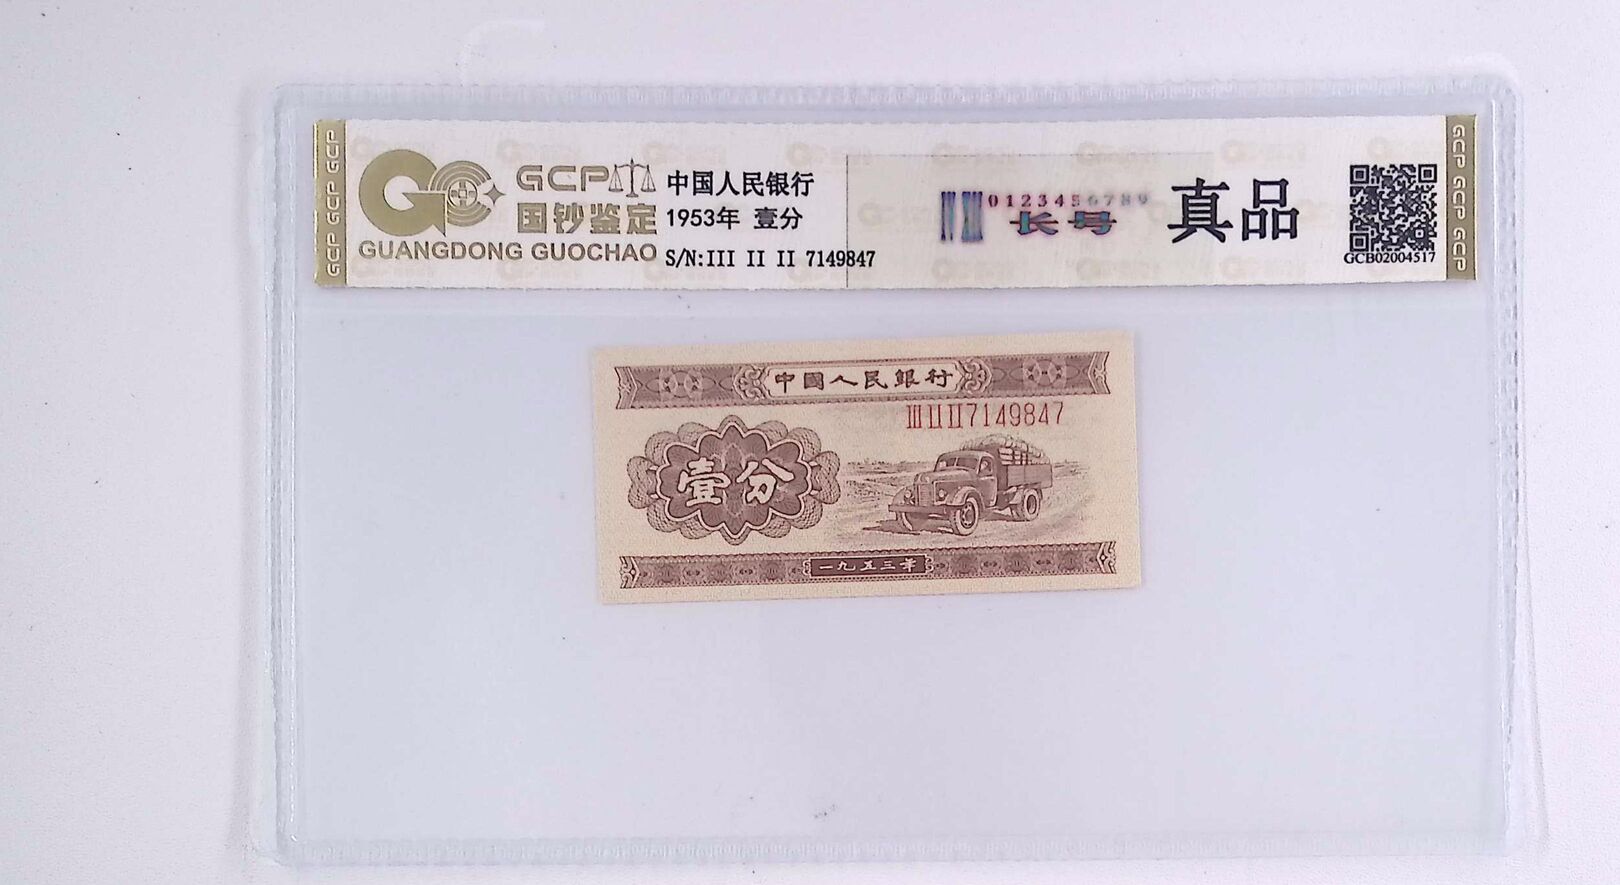 GCP GCP GCP
GCP
国钞鉴定
GUANGDONG GUOCHAO
中国人民银行
1953年 壹分
S/N:III II II 7149847
0123456789
长号
真品
GCB02004517
GCP GCP GCP
中國人民銀行
III II II 7149847
壹分
一九五三年